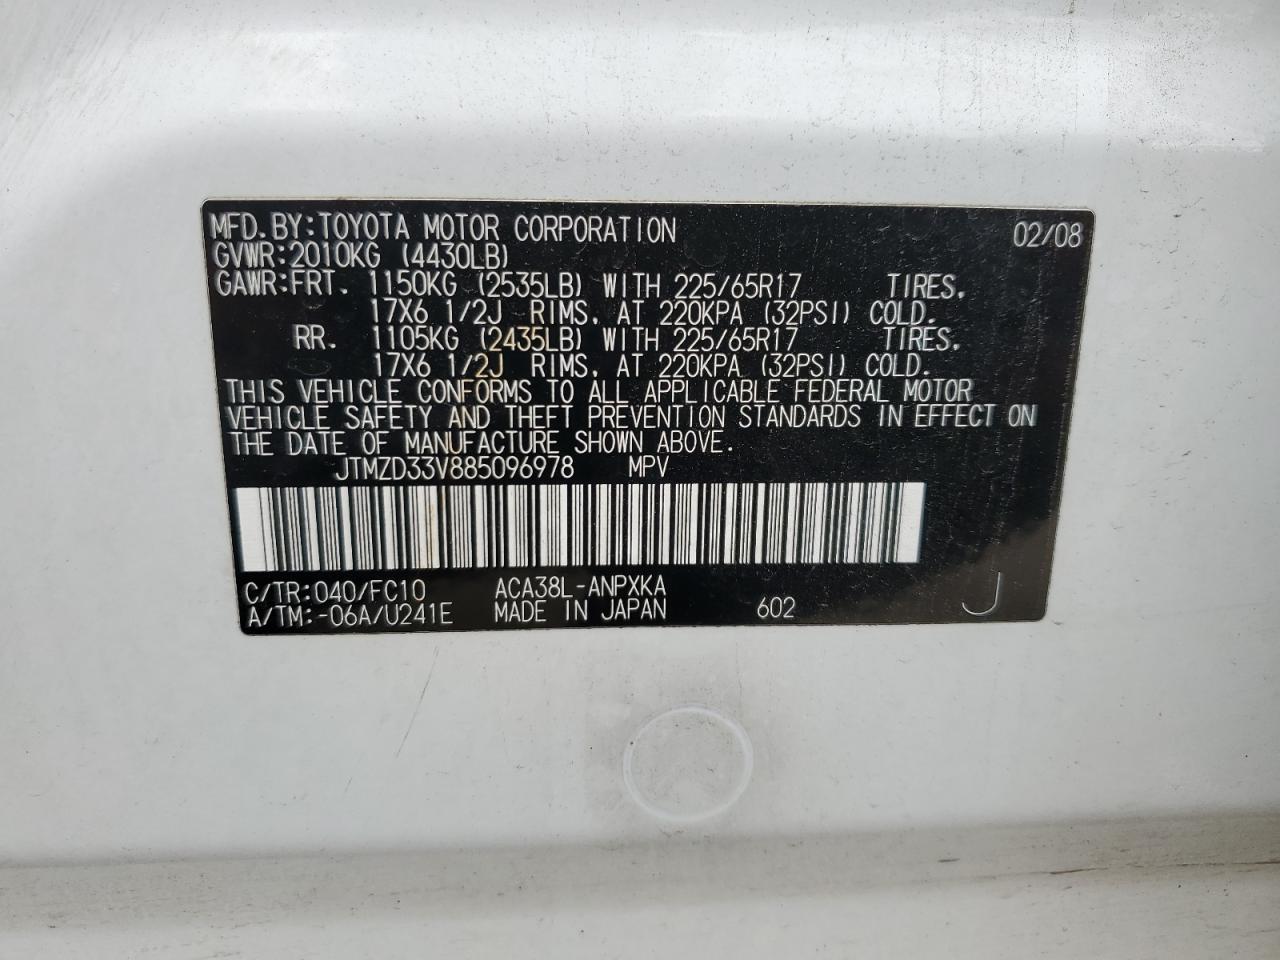 MFD.BY:TOYOTA MOTOR CORPORATION 02/08
GVWR:2010KG (4430LB)
GAWR:FRT. 1150KG (2535LB) WITH 225/65R17 TIRES,
17X6 1/2J RIMS, AT 220KPA (32PSI) COLD.
RR. 1105KG (2435LB) WITH 225/65R17 TIRES,
17X6 1/2J RIMS, AT 220KPA (32PSI) COLD.
THIS VEHICLE CONFORMS TO ALL APPLICABLE FEDERAL MOTOR
VEHICLE SAFETY AND THEFT PREVENTION STANDARDS IN EFFECT ON
THE DATE OF MANUFACTURE SHOWN ABOVE.
JTMZD33V885096978 MPV
C/TR:040/FC10 ACA38L-ANPXKA
A/TM:-06A/U241E MADE IN JAPAN 602 J